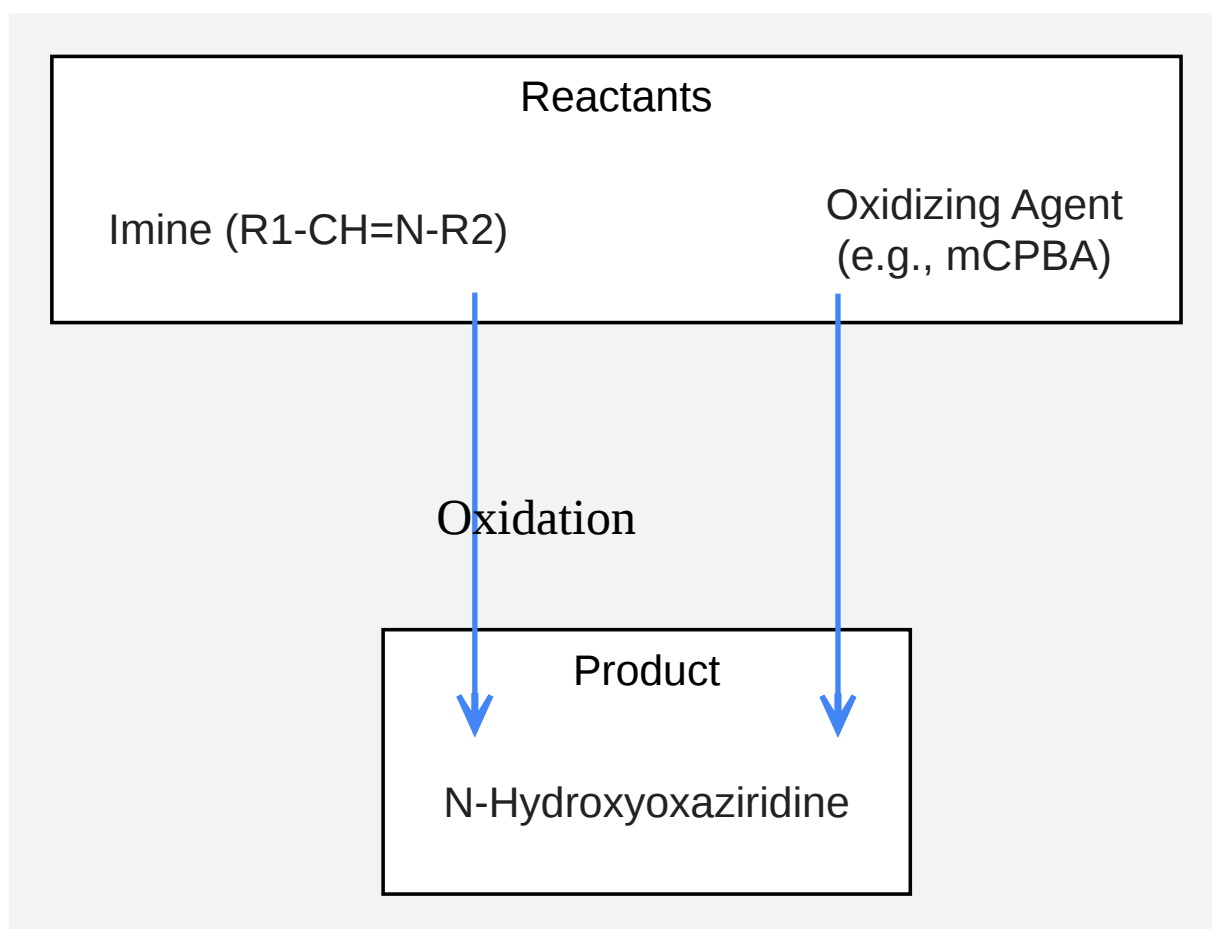 Reactants
Imine (R1-CH=N-R2)
Oxidizing Agent
(e.g., mCPBA)
Oxidation
Product
N-Hydroxyoxaziridine